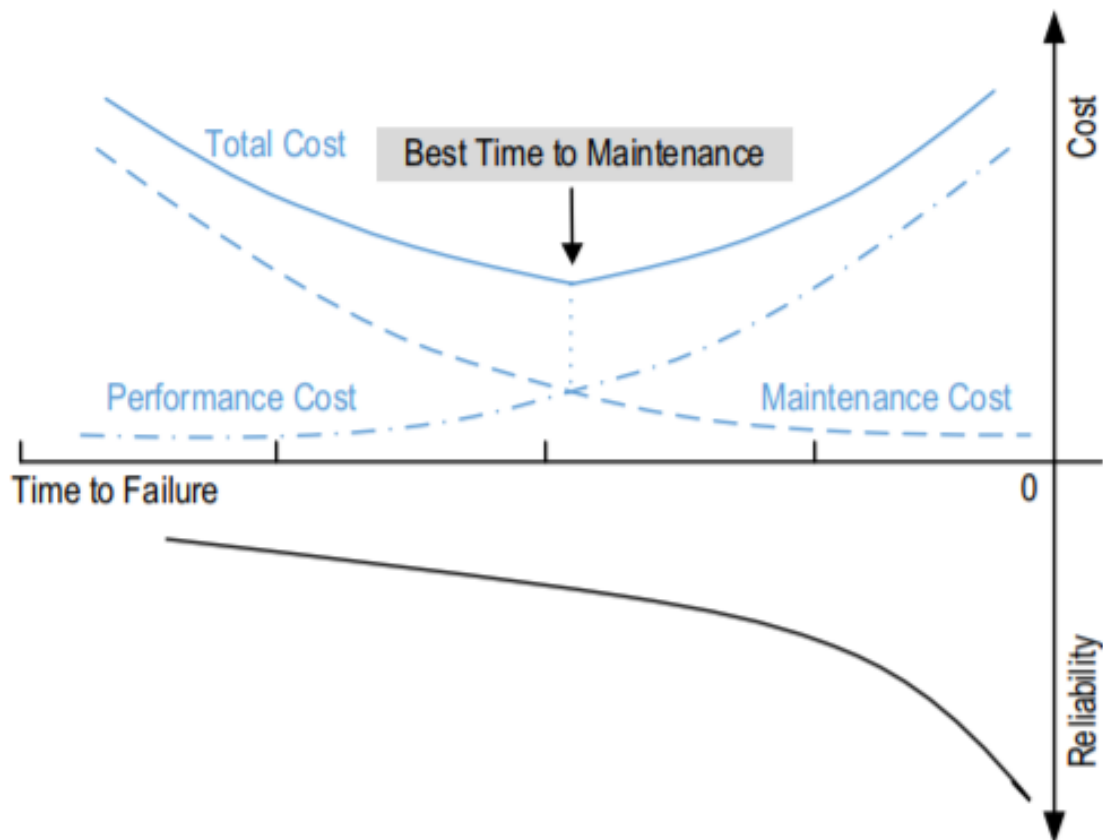 Total Cost
Best Time to Maintenance
Cost
Performance Cost
Maintenance Cost
Time to Failure
0
Reliability